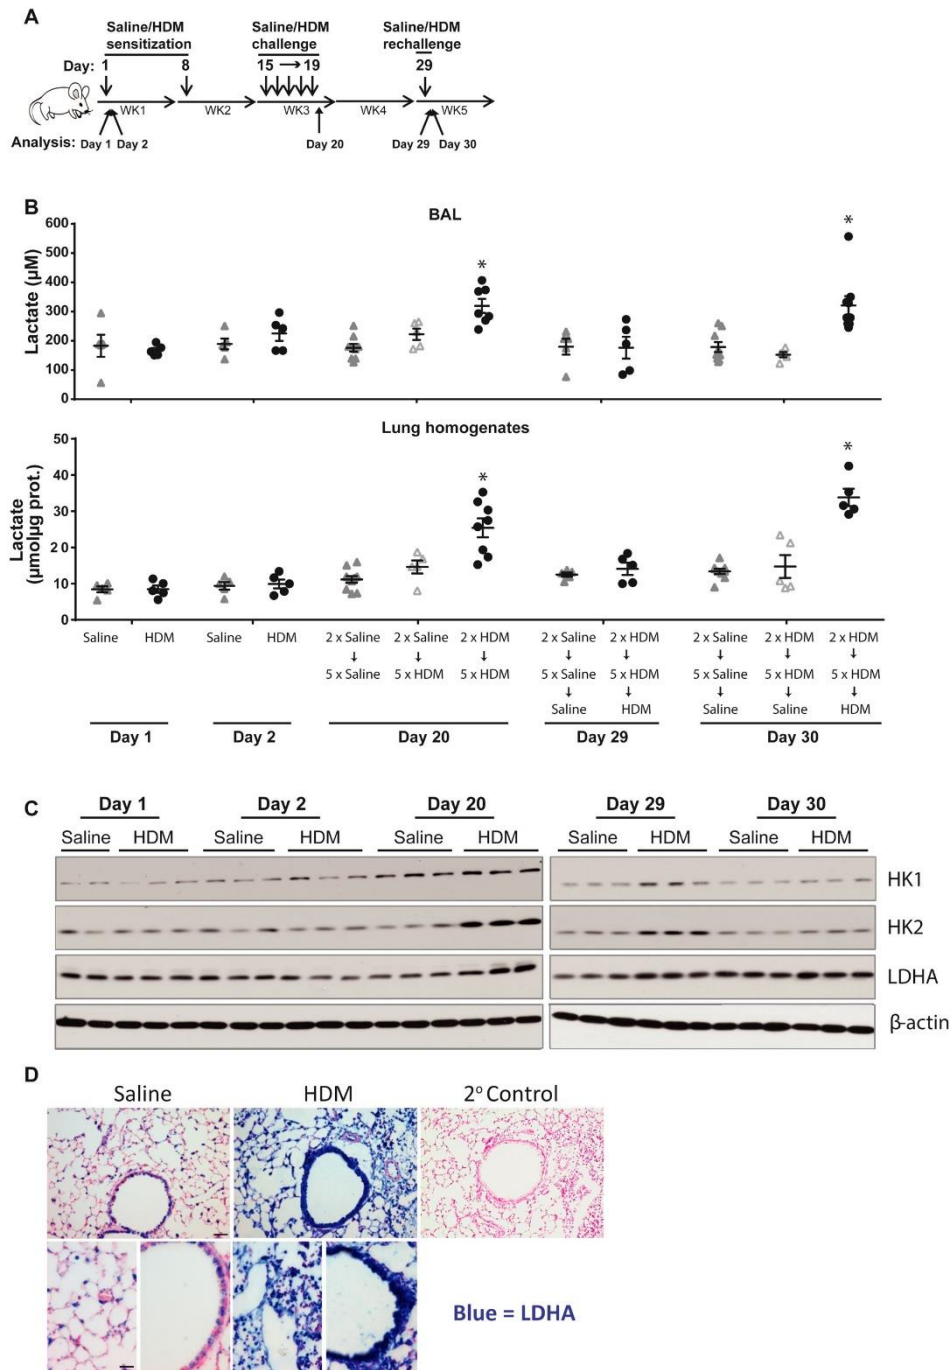 A
Saline/HDM sensitization
Saline/HDM challenge
Saline/HDM rechallenge
Day: 1 8 15 → 19 29
WK1 WK2 WK3 WK4 WK5
Analysis: Day 1 Day 2 Day 20 Day 29 Day 30
B
BAL
Lactate (µM)
600
500
400
300
200
100
0
* *
Lung homogenates
Lactate
(µmol/µg prot.)
50
40
30
20
10
0
* *
Saline HDM Saline HDM 2 x Saline 2 x Saline 2 x HDM 2 x Saline 2 x HDM 2 x Saline 2 x HDM 2 x HDM
↓ ↓ ↓ ↓ ↓ ↓ ↓ ↓
5 x Saline 5 x HDM 5 x HDM 5 x Saline 5 x HDM 5 x Saline 5 x HDM 5 x HDM
↓ ↓ ↓ ↓ ↓
Saline HDM Saline Saline HDM
Day 1 Day 2 Day 20 Day 29 Day 30
C
Day 1 Day 2 Day 20 Day 29 Day 30
Saline HDM Saline HDM Saline HDM Saline HDM Saline HDM
HK1
HK2
LDHA
β-actin
D
Saline HDM 2° Control
Blue = LDHA